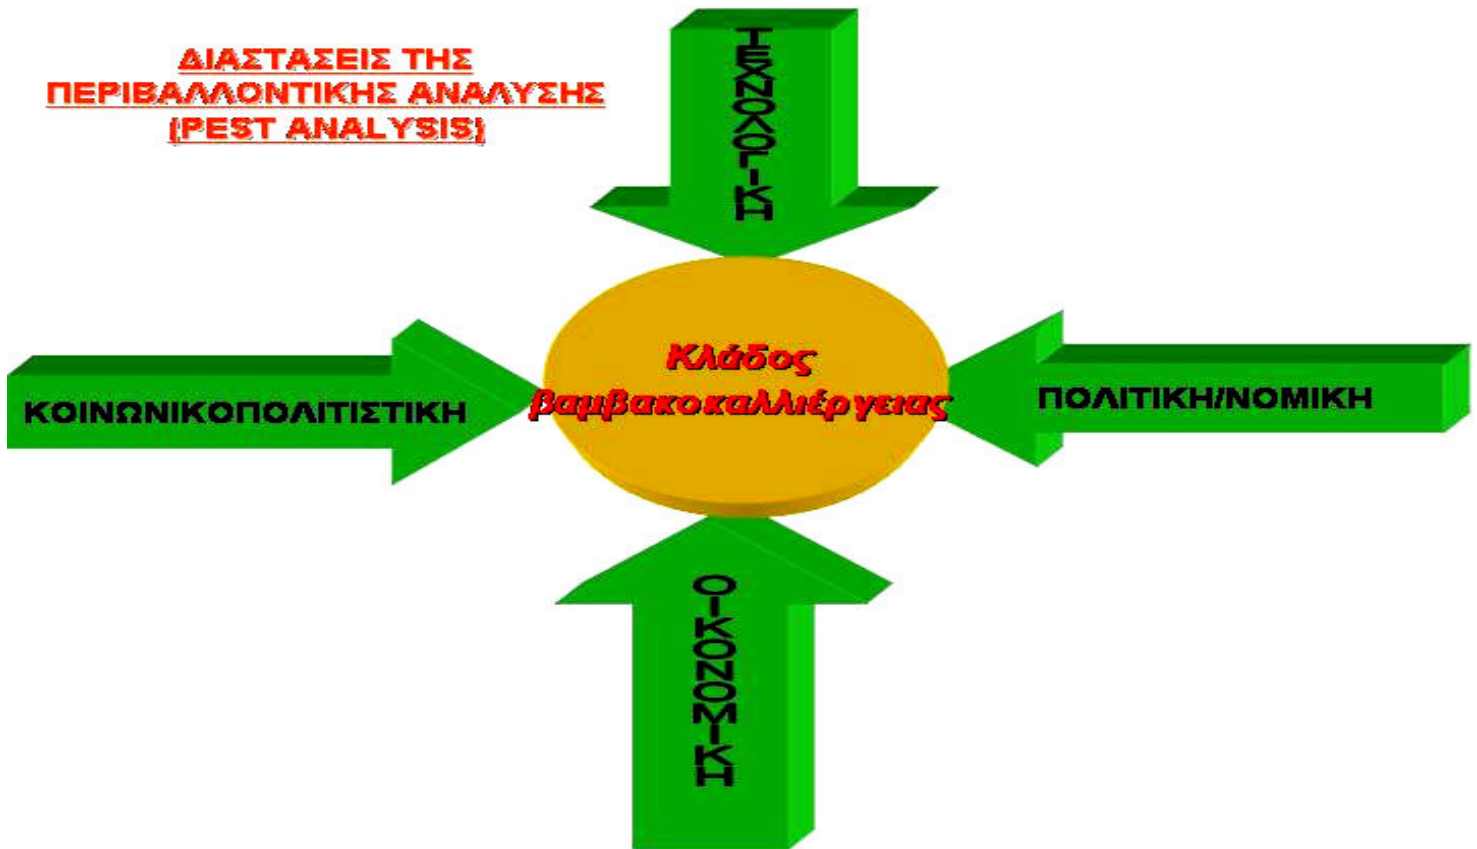 ΔΙΑΣΤΑΣΕΙΣ ΤΗΣ
ΠΕΡΙΒΑΛΛΟΝΤΙΚΗΣ ΑΝΑΛΥΣΗΣ
(PEST ANALYSIS)
ΤΕΧΝΟΛΟΓΙΚΗ
Κλάδος
βαμβακοκαλλιέργειας
ΚΟΙΝΩΝΙΚΟΠΟΛΙΤΙΣΤΙΚΗ
ΠΟΛΙΤΙΚΗ/ΝΟΜΙΚΗ
ΟΙΚΟΝΟΜΙΚΗ